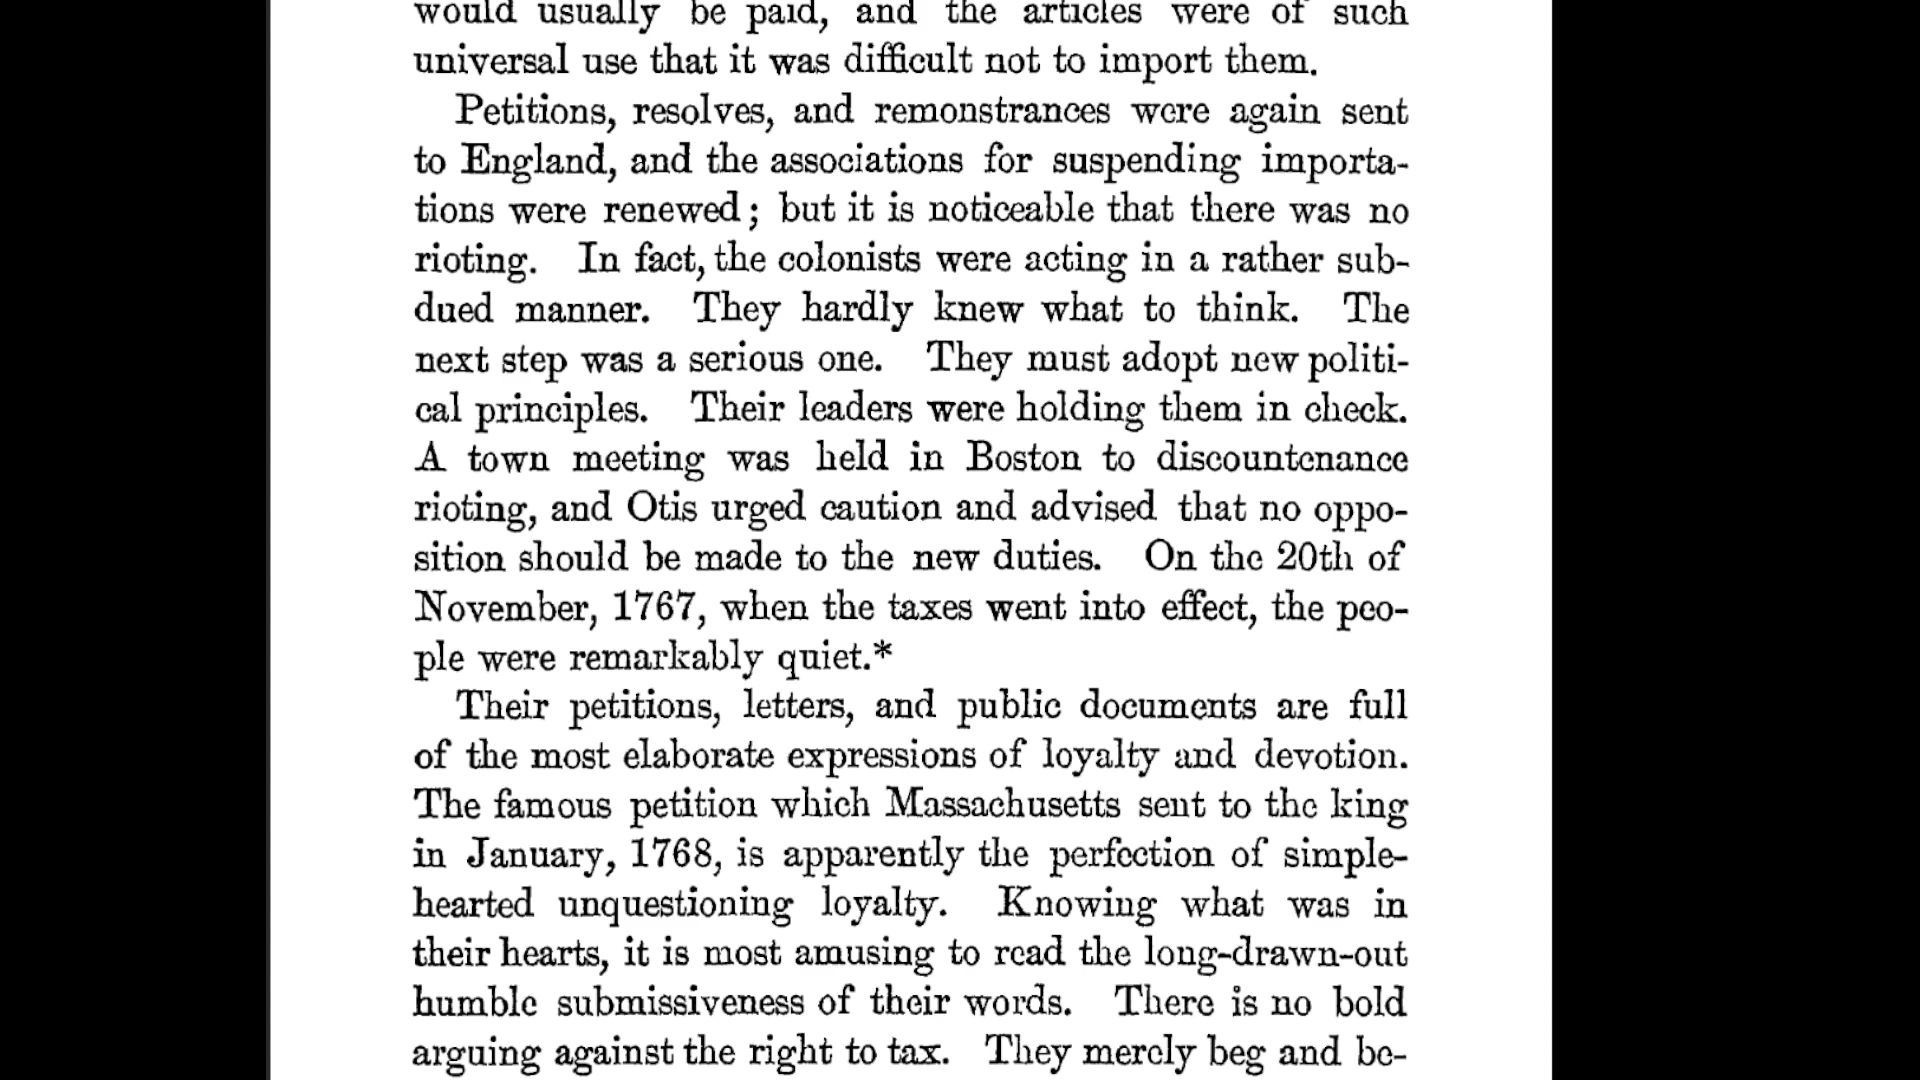 would usually be paid, and the articles were of such
universal use that it was difficult not to import them.
Petitions, resolves, and remonstrances were again sent
to England, and the associations for suspending importa-
tions were renewed; but it is noticeable that there was no
rioting. In fact, the colonists were acting in a rather sub-
dued manner. They hardly knew what to think. The
next step was a serious one. They must adopt new politi-
cal principles. Their leaders were holding them in check.
A town meeting was held in Boston to discountenance
rioting, and Otis urged caution and advised that no oppo-
sition should be made to the new duties. On the 20th of
November, 1767, when the taxes went into effect, the peo-
ple were remarkably quiet.*
Their petitions, letters, and public documents are full
of the most elaborate expressions of loyalty and devotion.
The famous petition which Massachusetts sent to the king
in January, 1768, is apparently the perfection of simple-
hearted unquestioning loyalty. Knowing what was in
their hearts, it is most amusing to read the long-drawn-out
humble submissiveness of their words. There is no bold
arguing against the right to tax. They merely beg and be-